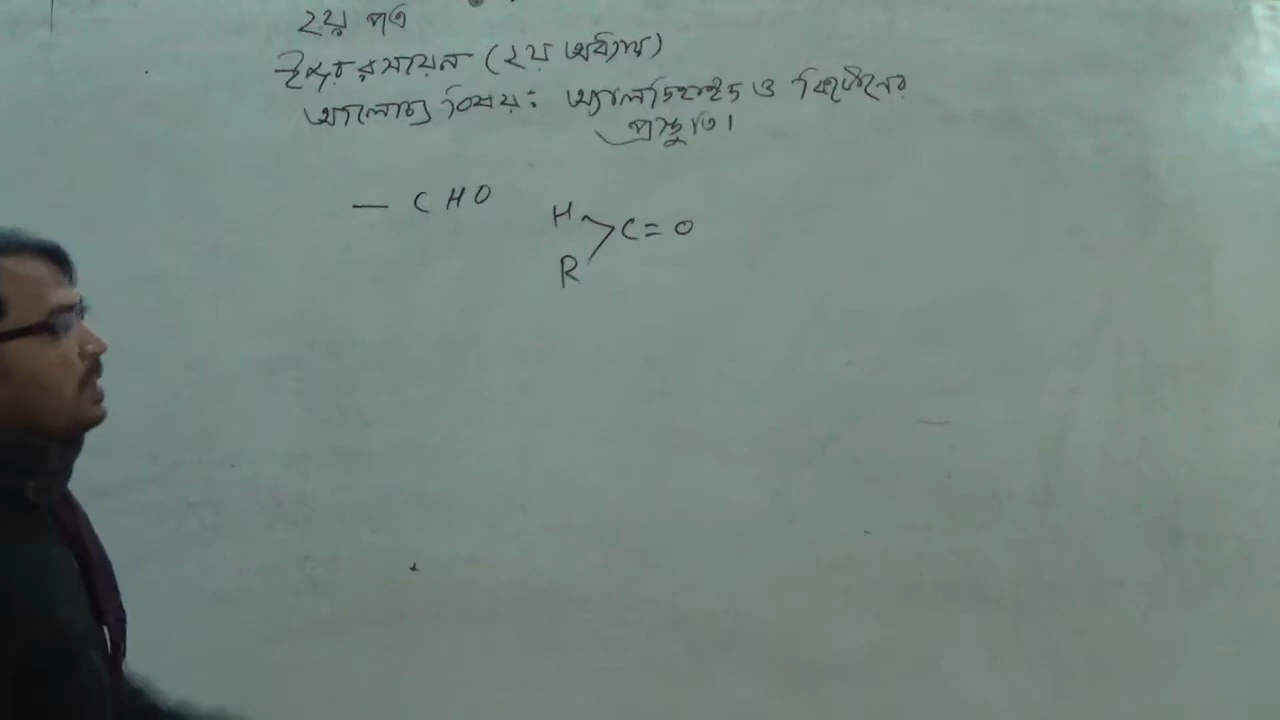 ২য় পত্র
জৈব রসায়ন (২য় অধ্যায়)
আলোচ্য বিষয়: অ্যালডিহাইড ও কিটোনের
প্রস্তুতি।
— CHO
H
C = O
R